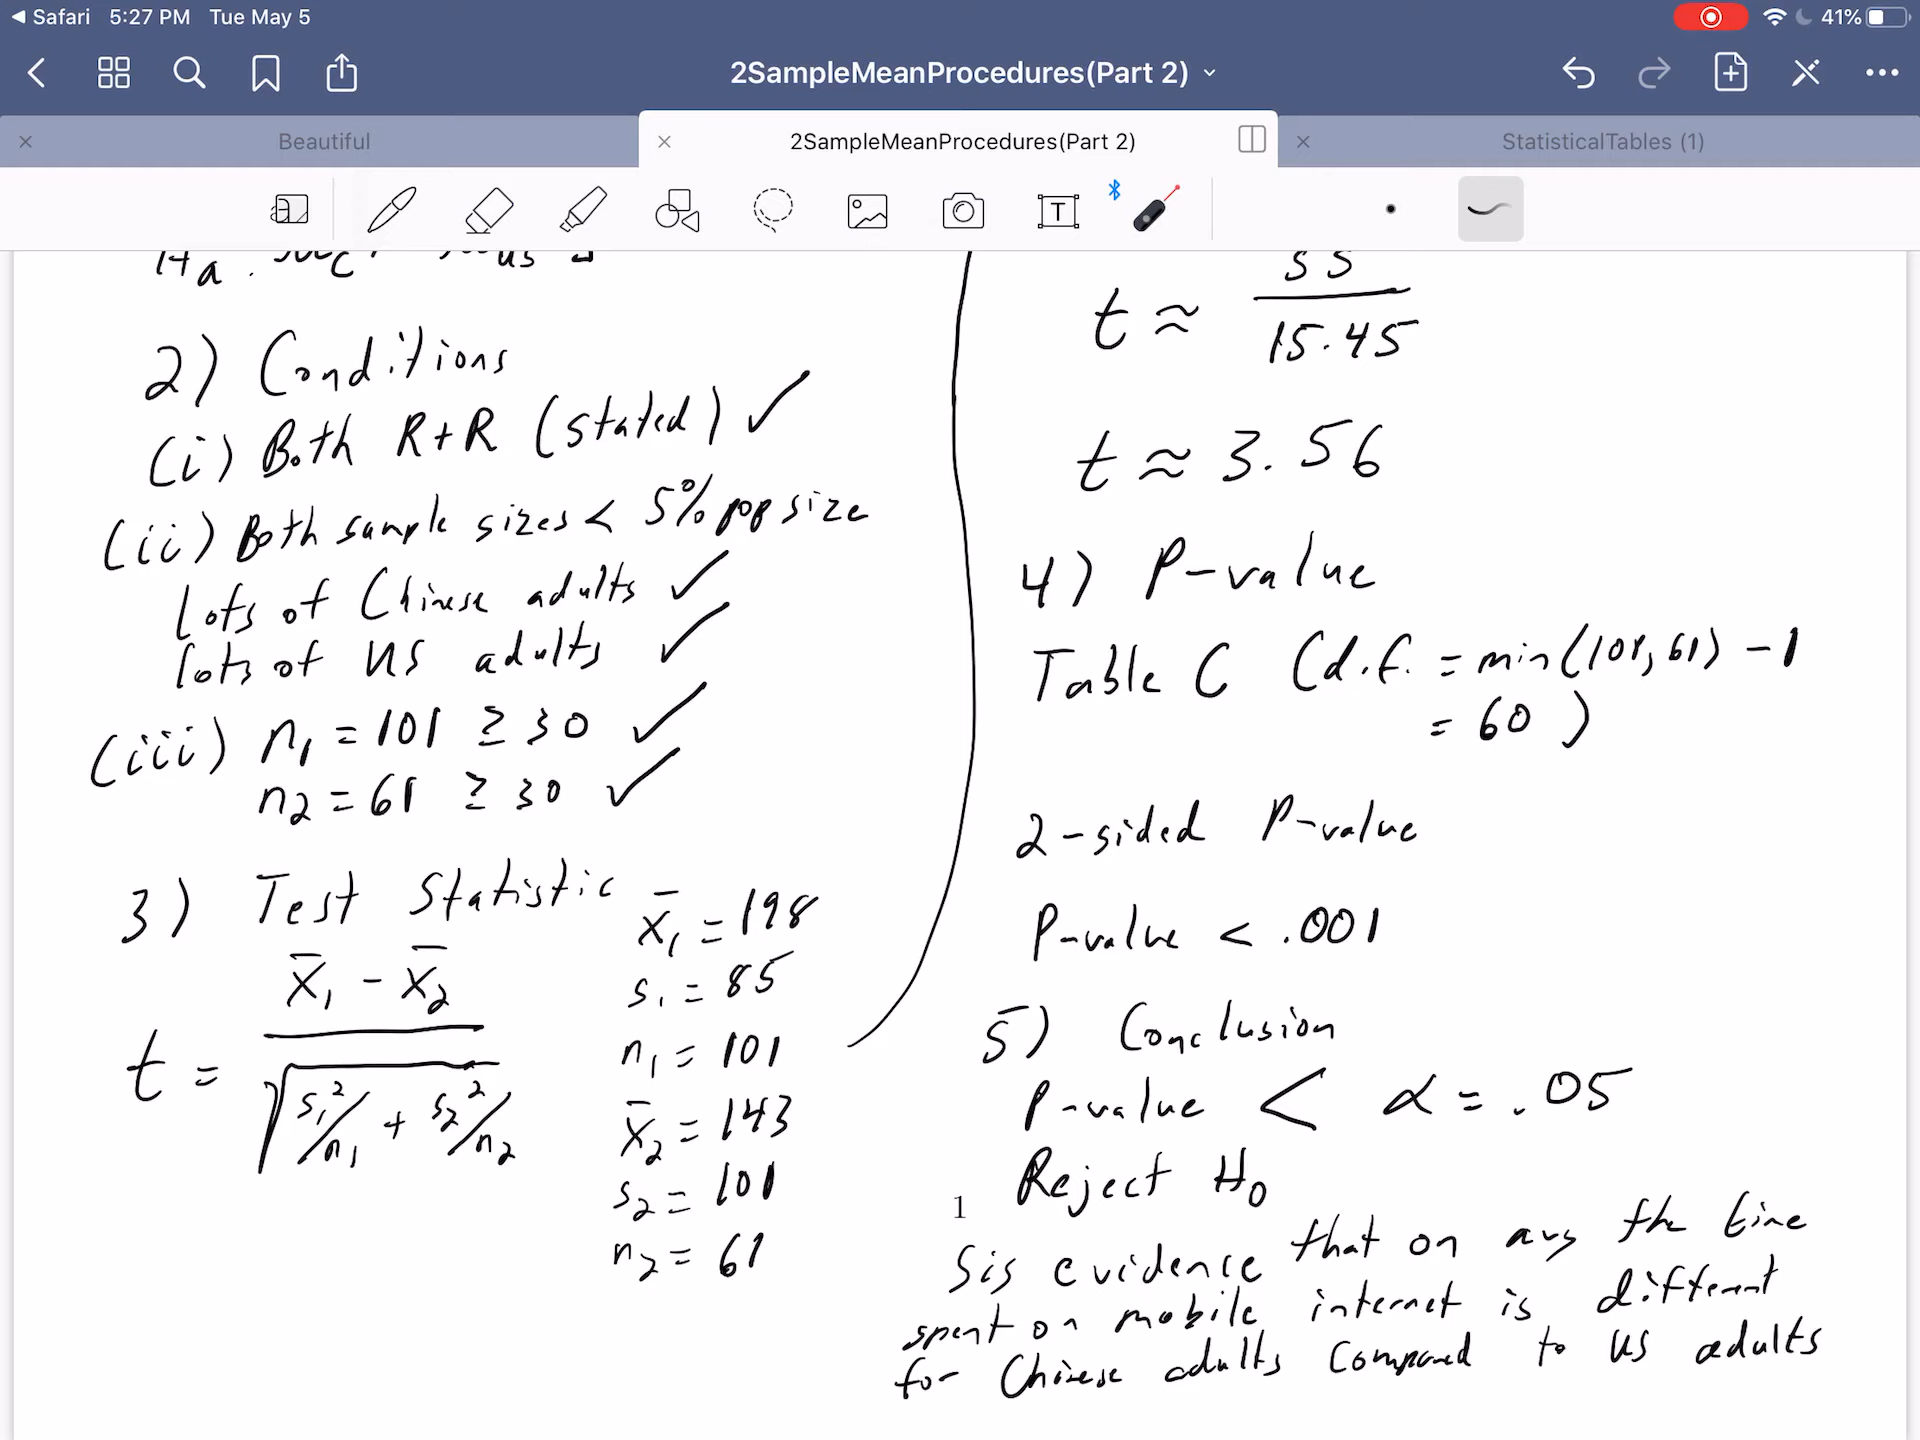 Safari 5:27 PM Tue May 5 41%
2SampleMeanProcedures(Part 2)
Beautiful
2SampleMeanProcedures(Part 2)
StatisticalTables (1)
Ha :
2) Conditions
(i) Both R+R (stated) ✓
(ii) Both sample sizes < 5% pop size
Lots of Chinese adults ✓
lots of US adults ✓
(iii) n₁ = 101 ≥ 30 ✓
n₂ = 61 ≥ 30 ✓
3) Test Statistic
t = (x̄₁ - x̄₂) / √(s₁²/n₁ + s₂²/n₂)
x̄₁ = 198
s₁ = 85
n₁ = 101
x̄₂ = 143
s₂ = 101
n₂ = 61
t ≈ 55 / 15.45
t ≈ 3.56
4) P-value
Table C (d.f. = min(101, 61) - 1
= 60 )
2-sided P-value
P-value < .001
5) Conclusion
P-value < α = .05
Reject H₀
1
Sig evidence that on avg the time
spent on mobile internet is different
for Chinese adults compared to US adults